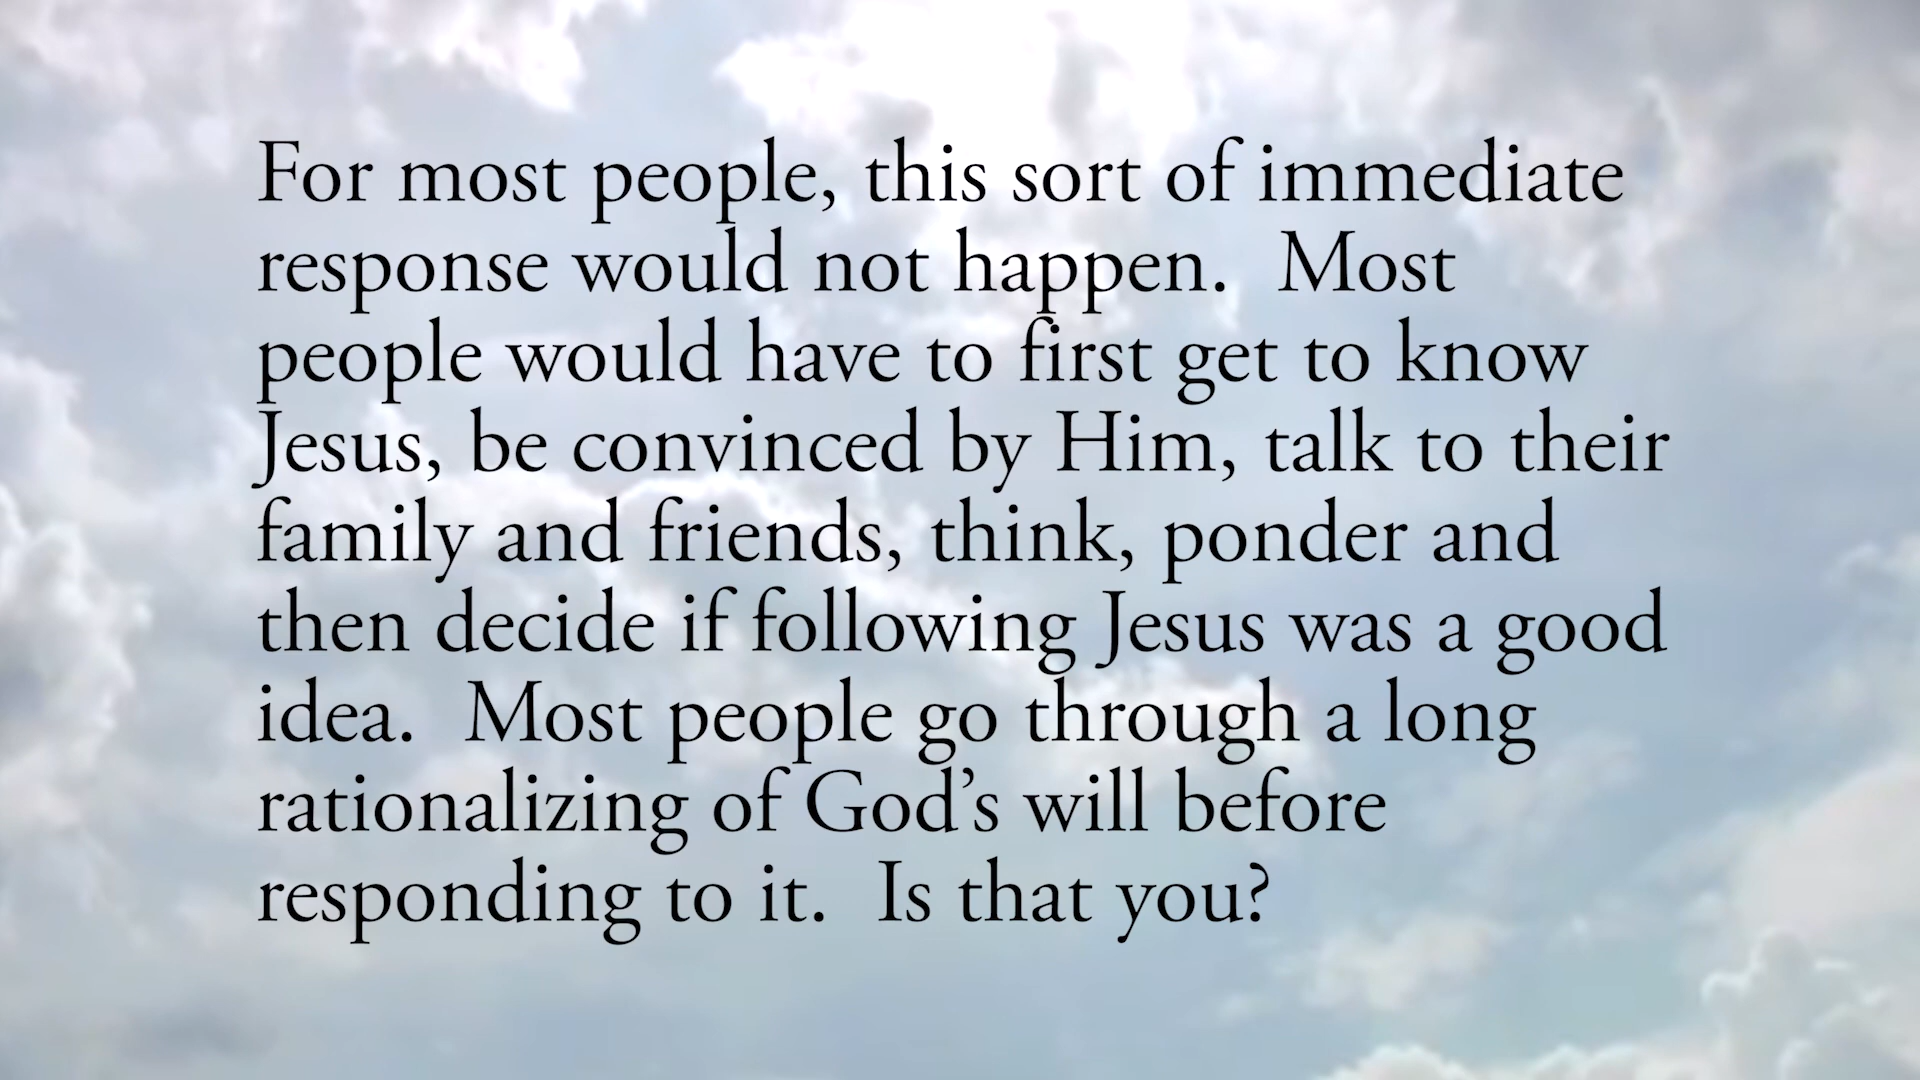 For most people, this sort of immediate
response would not happen.  Most
people would have to first get to know
Jesus, be convinced by Him, talk to their
family and friends, think, ponder and
then decide if following Jesus was a good
idea.  Most people go through a long
rationalizing of God’s will before
responding to it.  Is that you?